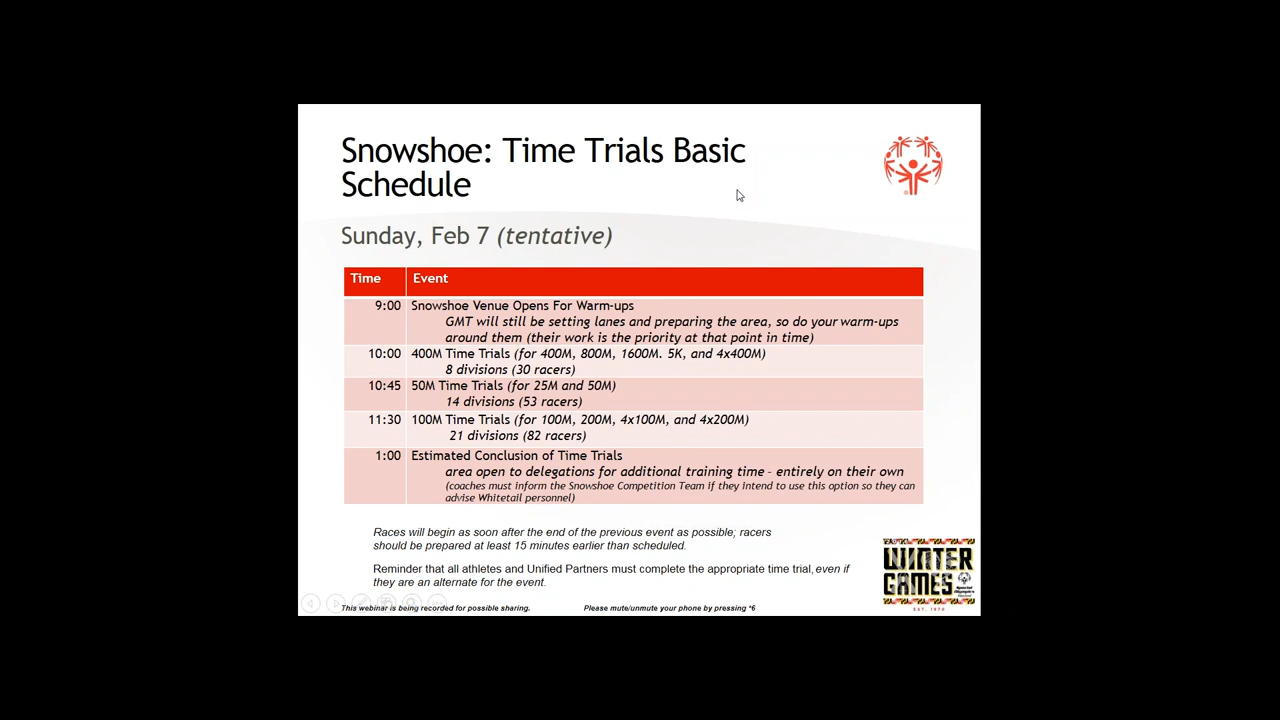 Snowshoe: Time Trials Basic
Schedule
Sunday, Feb 7 (tentative)
Time Event
9:00 Snowshoe Venue Opens For Warm-ups
GMT will still be setting lanes and preparing the area, so do your warm-ups
around them (their work is the priority at that point in time)
10:00 400M Time Trials (for 400M, 800M, 1600M. 5K, and 4x400M)
8 divisions (30 racers)
10:45 50M Time Trials (for 25M and 50M)
14 divisions (53 racers)
11:30 100M Time Trials (for 100M, 200M, 4x100M, and 4x200M)
21 divisions (82 racers)
1:00 Estimated Conclusion of Time Trials
area open to delegations for additional training time – entirely on their own
(coaches must inform the Snowshoe Competition Team if they intend to use this option so they can
advise Whitetail personnel)
Races will begin as soon after the end of the previous event as possible; racers
should be prepared at least 15 minutes earlier than scheduled.
Reminder that all athletes and Unified Partners must complete the appropriate time trial, even if
they are an alternate for the event.
WINTER
GAMES
EST. 1970
This webinar is being recorded for possible sharing. Please mute/unmute your phone by pressing *6